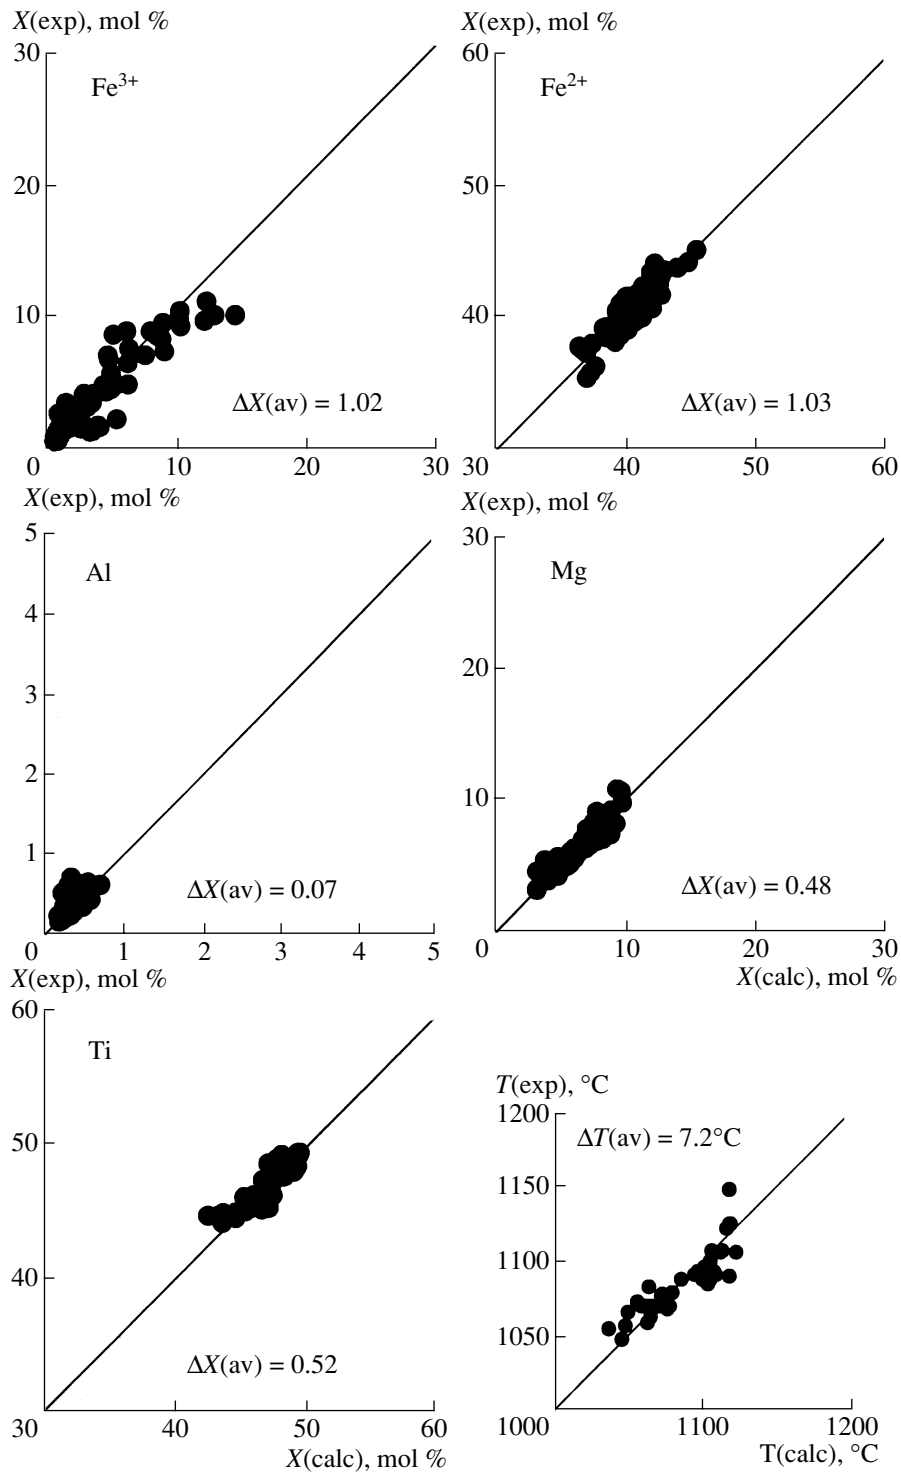 X(exp), mol %
30
Fe3+
20
10
ΔX(av) = 1.02
0
10
20
30
X(exp), mol %
60
Fe2+
50
40
ΔX(av) = 1.03
30
40
50
60
X(exp), mol %
5
Al
4
3
2
1
ΔX(av) = 0.07
0
1
2
3
4
5
X(exp), mol %
30
Mg
20
10
ΔX(av) = 0.48
0
10
20
30
X(calc), mol %
X(exp), mol %
60
Ti
50
40
ΔX(av) = 0.52
30
40
50
60
X(calc), mol %
T(exp), °C
1200
ΔT(av) = 7.2°C
1150
1100
1050
1000
1100
1200
T(calc), °C